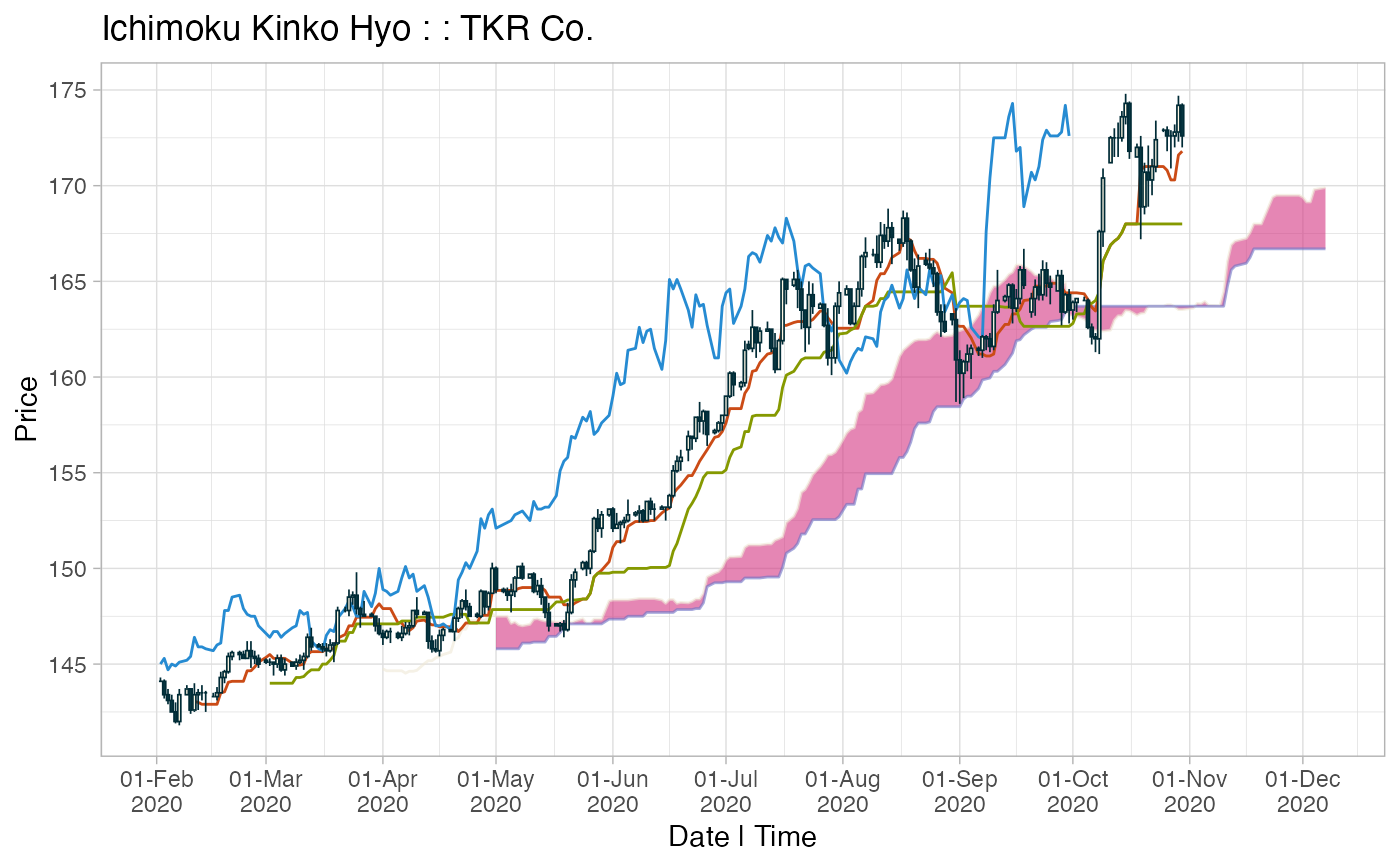 Ichimoku Kinko Hyo : : TKR Co.
175
170
165
160
155
150
145
Price
01-Feb 01-Mar 01-Apr 01-May 01-Jun 01-Jul 01-Aug 01-Sep 01-Oct 01-Nov 01-Dec
2020 2020 2020 2020 2020 2020 2020 2020 2020 2020 2020
Date | Time